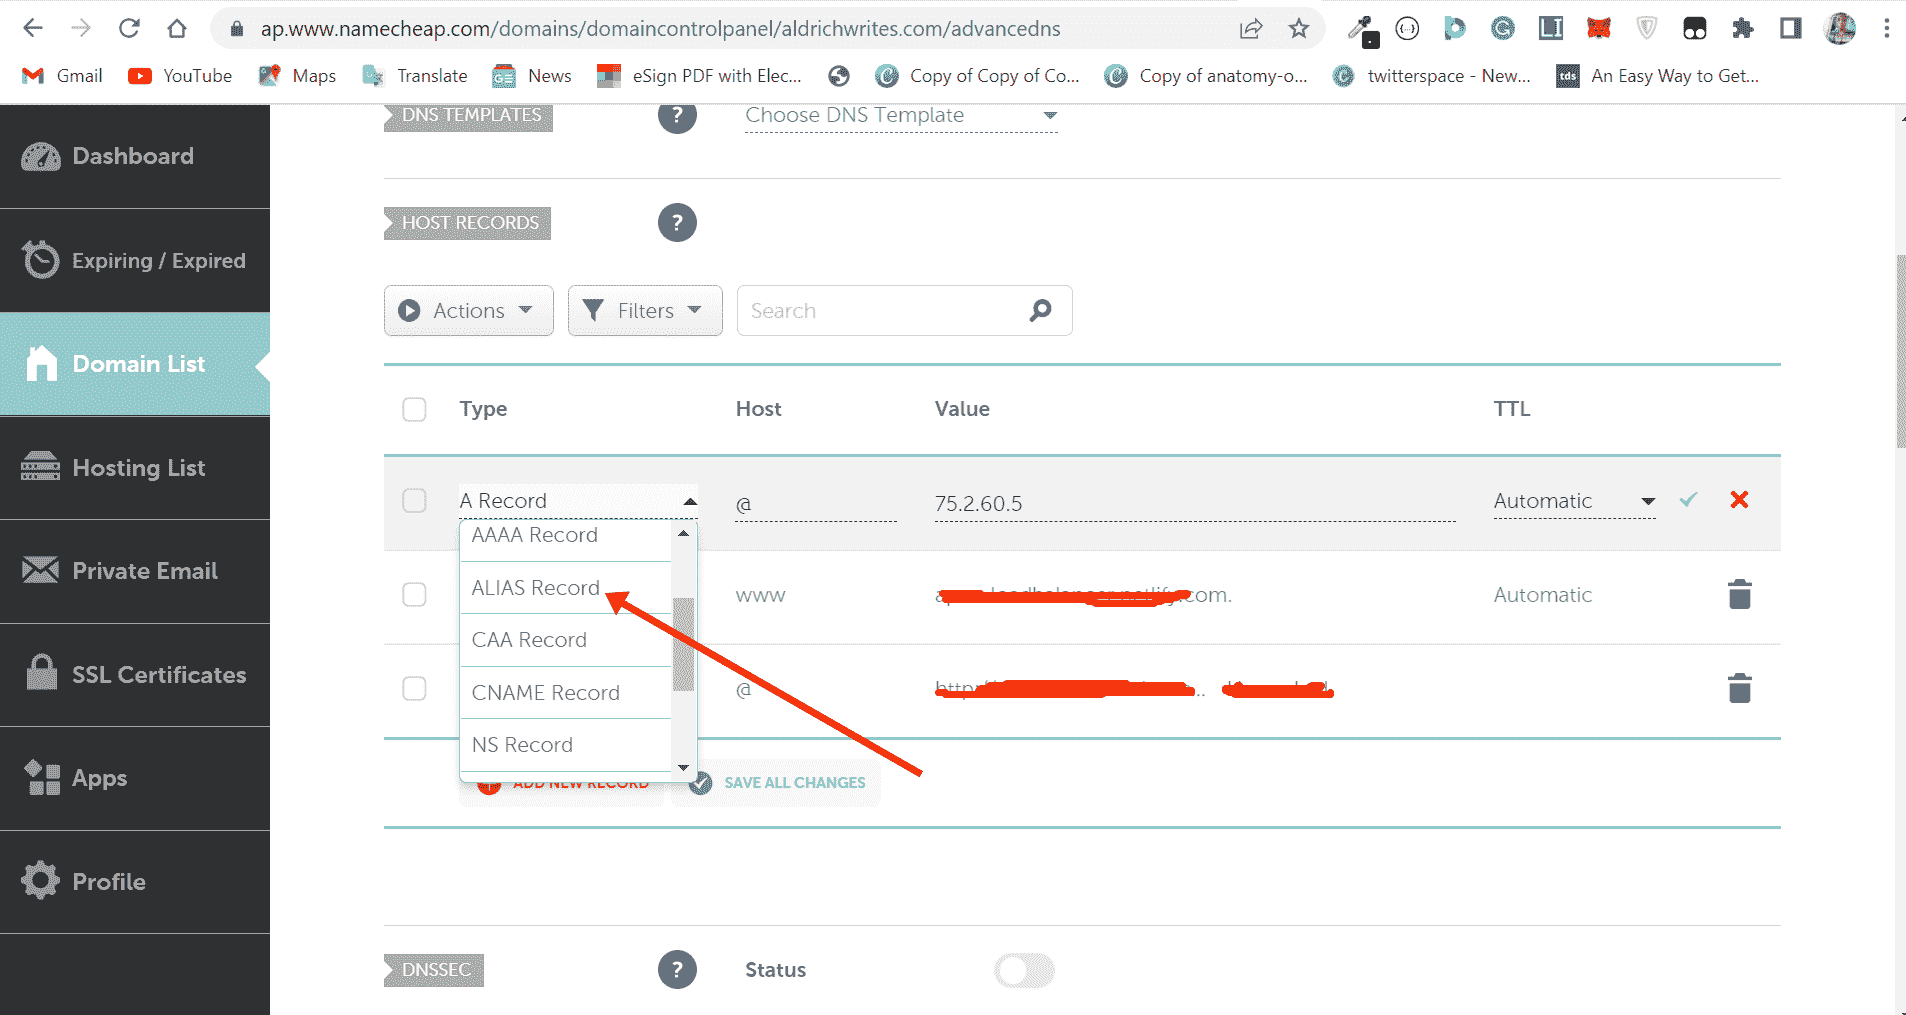 ap.www.namecheap.com/domains/domaincontrolpanel/aldrichwrites.com/advancedns
Gmail YouTube Maps Translate News eSign PDF with Elec... Copy of Copy of Co... Copy of anatomy-o... twitterspace - New... tds An Easy Way to Get...
DNS TEMPLATES ? Choose DNS Template
Dashboard
HOST RECORDS ?
Expiring / Expired
Actions Filters Search
Domain List
Type Host Value TTL
Hosting List
A Record @ 75.2.60.5 Automatic
AAAA Record
Private Email
ALIAS Record www .com. Automatic
CAA Record
SSL Certificates
CNAME Record @ ...
NS Record
Apps
ADD NEW RECORD SAVE ALL CHANGES
Profile
DNSSEC ? Status